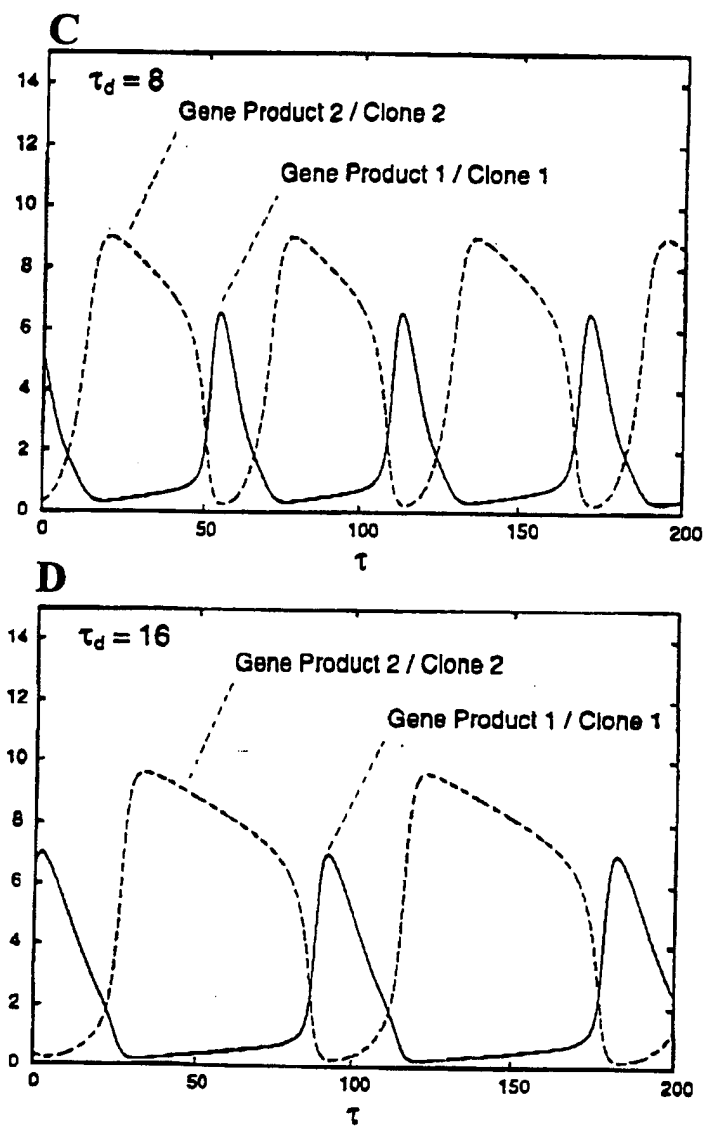 C
τd = 8
Gene Product 2 / Clone 2
Gene Product 1 / Clone 1
14
12
10
8
6
4
2
0
0 50 100 150 200
τ
D
τd = 16
Gene Product 2 / Clone 2
Gene Product 1 / Clone 1
14
12
10
8
6
4
2
0
0 50 100 150 200
τ